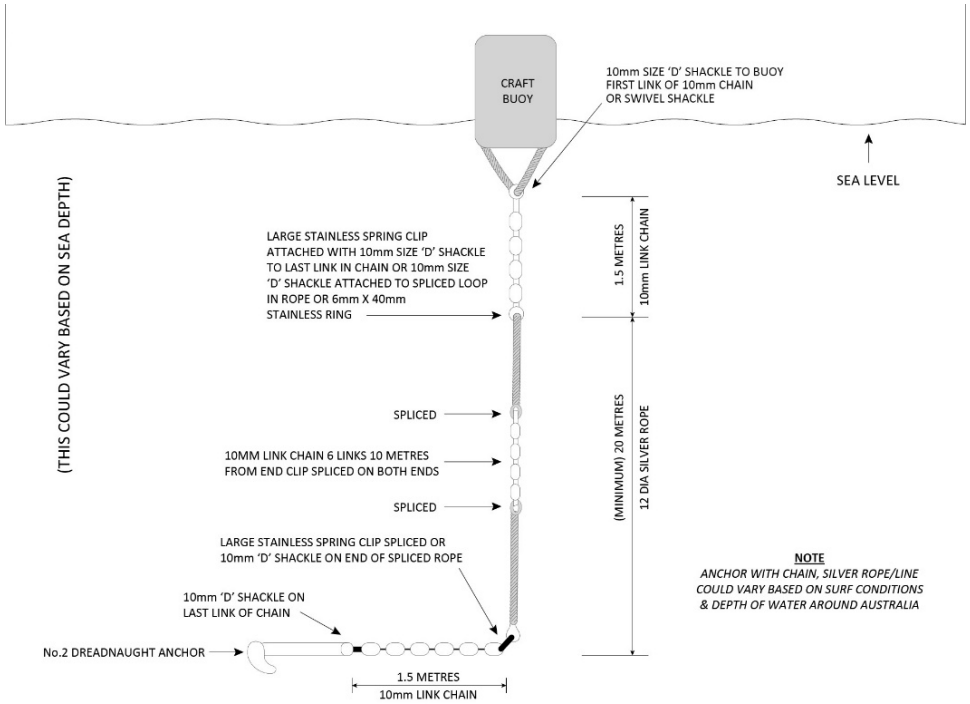 CRAFT
BUOY
10mm SIZE ‘D’ SHACKLE TO BUOY
FIRST LINK OF 10mm CHAIN
OR SWIVEL SHACKLE
SEA LEVEL
(THIS COULD VARY BASED ON SEA DEPTH)
LARGE STAINLESS SPRING CLIP
ATTACHED WITH 10mm SIZE ‘D’ SHACKLE
TO LAST LINK IN CHAIN OR 10mm SIZE
‘D’ SHACKLE ATTACHED TO SPLICED LOOP
IN ROPE OR 6mm X 40mm
STAINLESS RING
1.5 METRES
10mm LINK CHAIN
SPLICED
10MM LINK CHAIN 6 LINKS 10 METRES
FROM END CLIP SPLICED ON BOTH ENDS
SPLICED
(MINIMUM) 20 METRES
12 DIA SILVER ROPE
LARGE STAINLESS SPRING CLIP SPLICED OR
10mm ‘D’ SHACKLE ON END OF SPLICED ROPE
NOTE
ANCHOR WITH CHAIN, SILVER ROPE/LINE
COULD VARY BASED ON SURF CONDITIONS
& DEPTH OF WATER AROUND AUSTRALIA
10mm ‘D’ SHACKLE ON
LAST LINK OF CHAIN
No.2 DREADNAUGHT ANCHOR
1.5 METRES
10mm LINK CHAIN